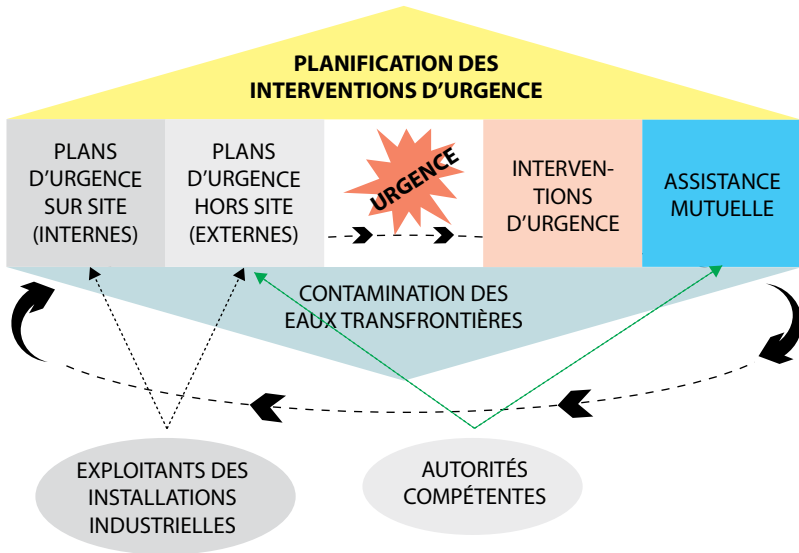 PLANIFICATION DES
INTERVENTIONS D’URGENCE
PLANS
D’URGENCE
SUR SITE
(INTERNES)
PLANS
D’URGENCE
HORS SITE
(EXTERNES)
URGENCE
INTERVEN-
TIONS
D’URGENCE
ASSISTANCE
MUTUELLE
CONTAMINATION DES
EAUX TRANSFRONTIÈRES
EXPLOITANTS DES
INSTALLATIONS
INDUSTRIELLES
AUTORITÉS
COMPÉTENTES